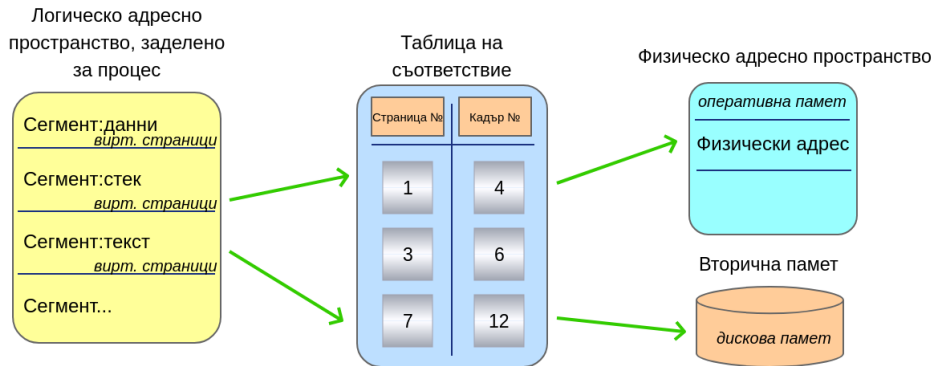 Логическо адресно
пространство, заделено
за процес
Сегмент:данни
вирт. страници
Сегмент:стек
вирт. страници
Сегмент:текст
вирт. страници
Сегмент...
Таблица на
съответствие
Страница №
Кадър №
1
4
3
6
7
12
Физическо адресно пространство
оперативна памет
Физически адрес
Вторична памет
дискова памет